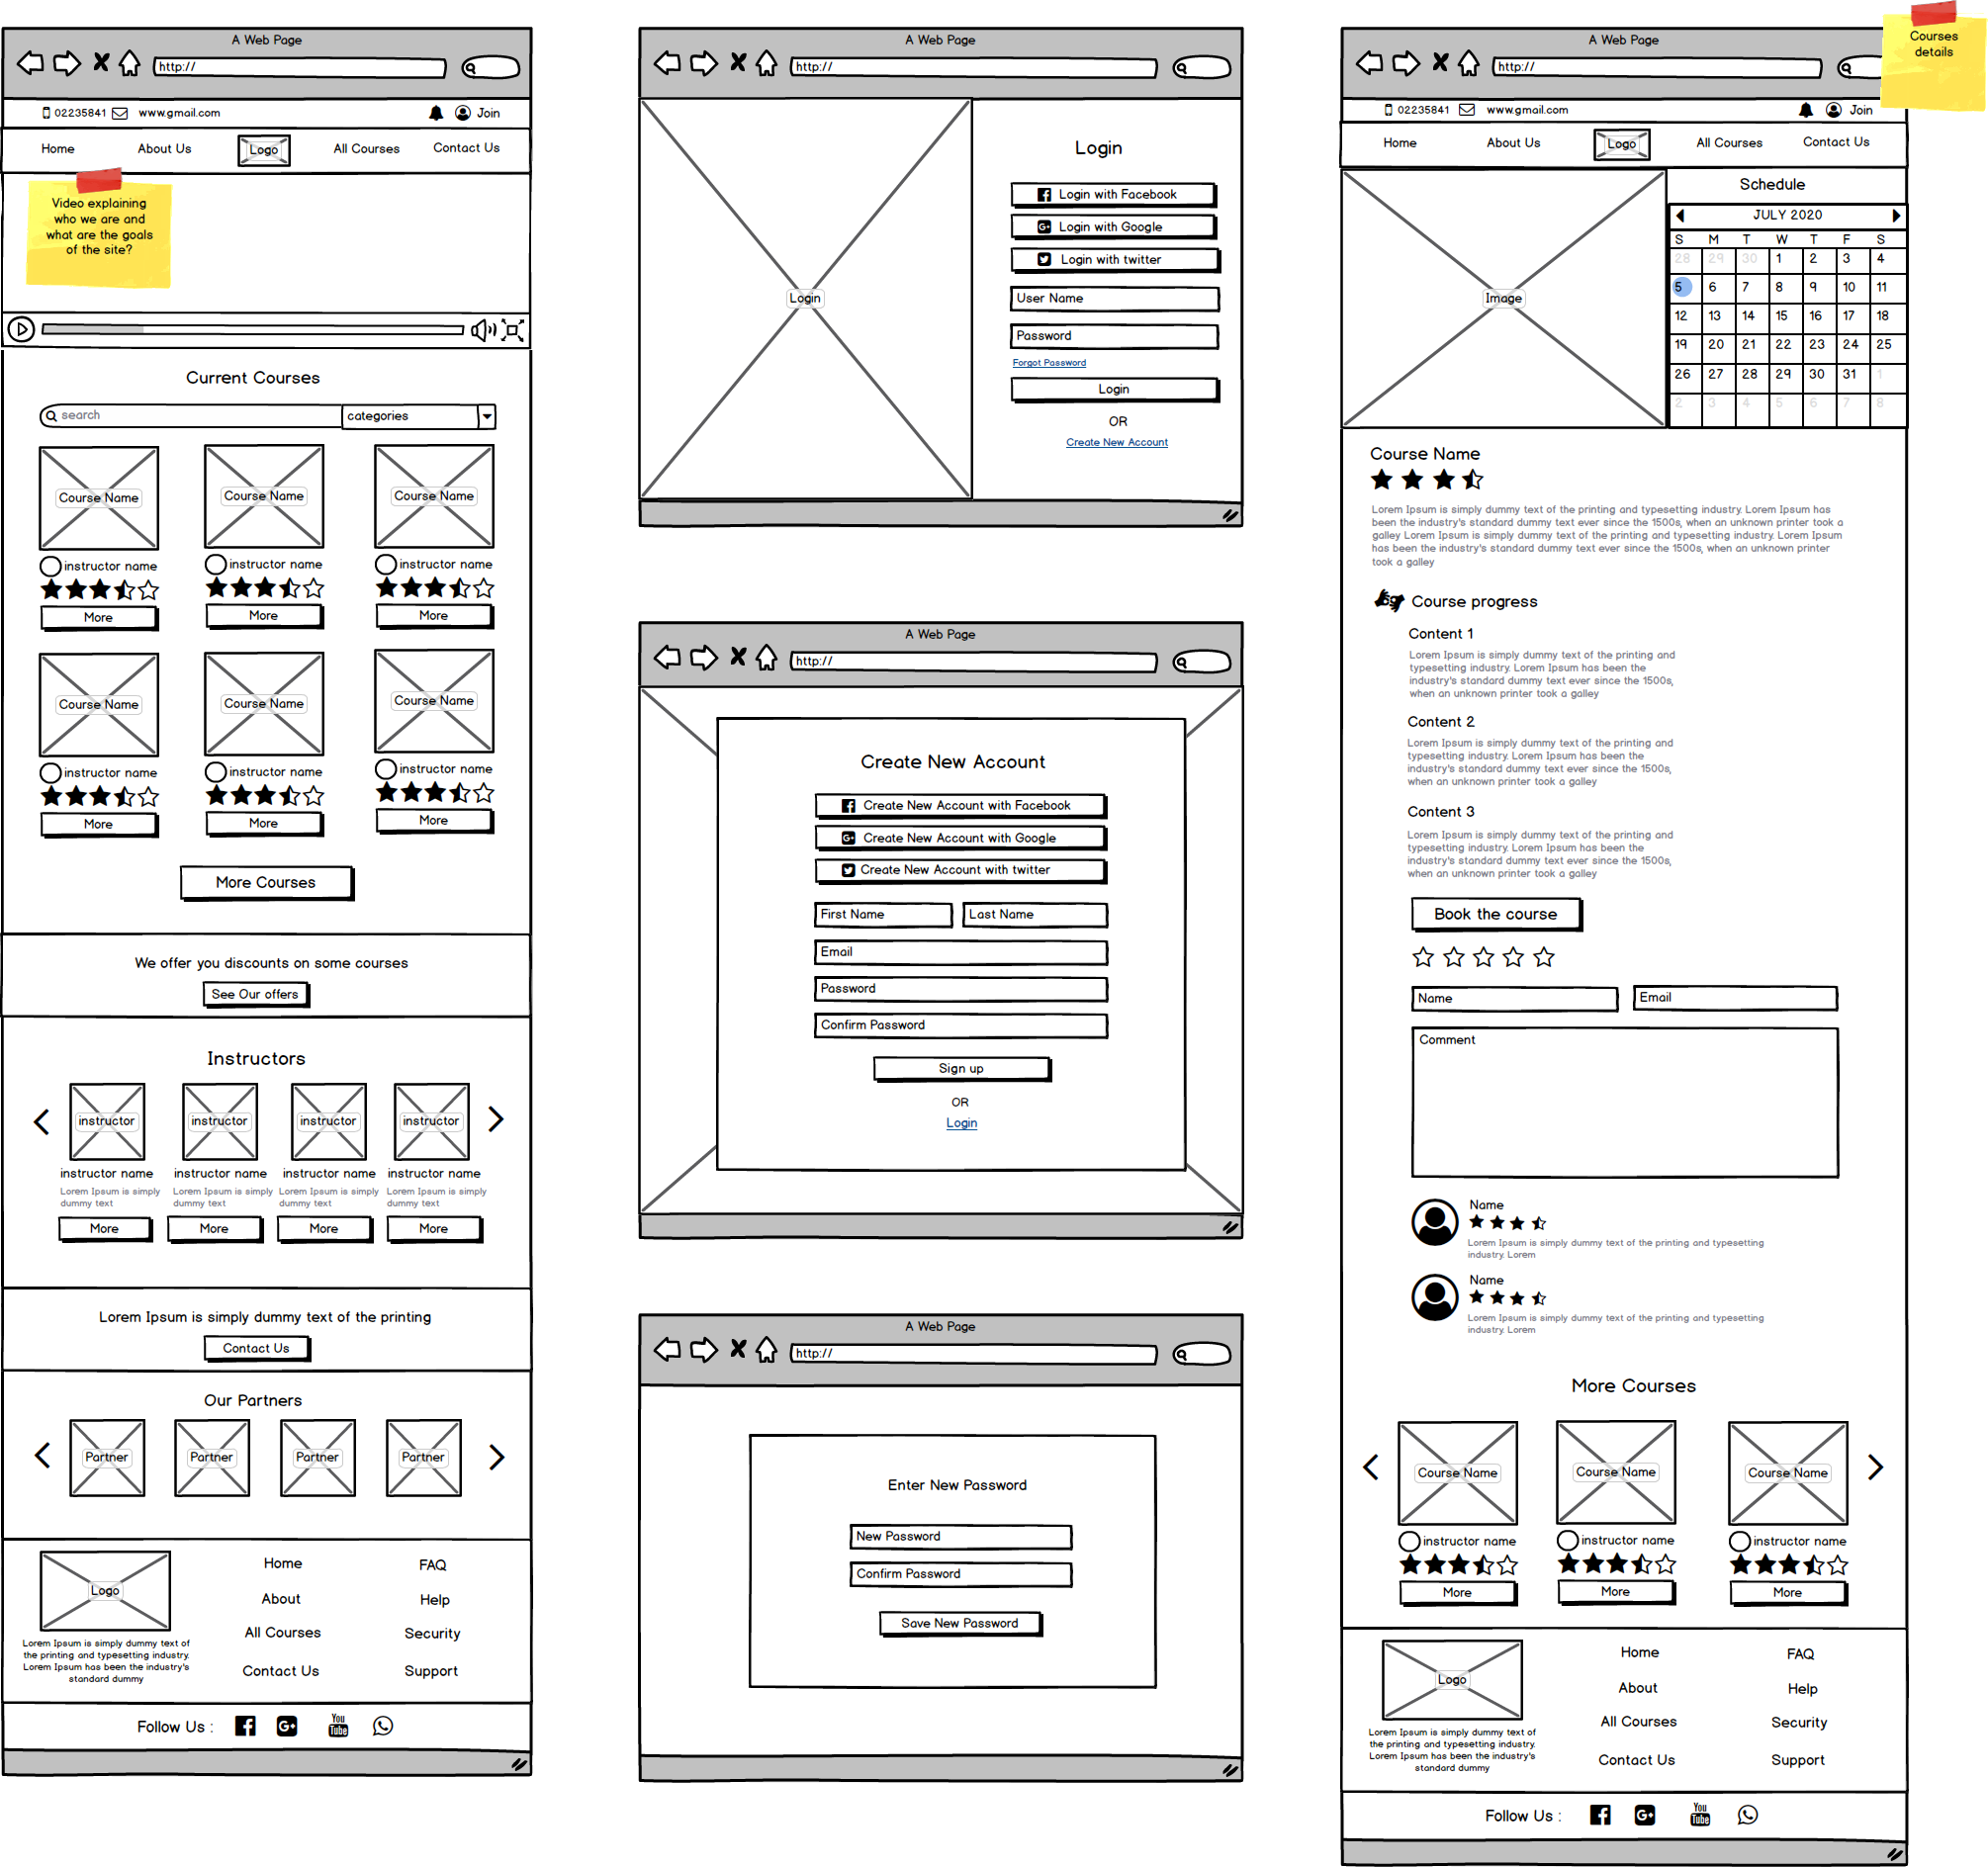 A Web Page
http://
02235841
www.gmail.com
Join
Home
About Us
Logo
All Courses
Contact Us
Video explaining
who we are and
what are the goals
of the site?
Current Courses
search
categories
Course Name
Course Name
Course Name
instructor name
instructor name
instructor name
More
More
More
Course Name
Course Name
Course Name
instructor name
instructor name
instructor name
More
More
More
More Courses
We offer you discounts on some courses
See Our offers
Instructors
instructor
instructor
instructor
instructor
instructor name
instructor name
instructor name
instructor name
Lorem Ipsum is simply
dummy text
Lorem Ipsum is simply
dummy text
Lorem Ipsum is simply
dummy text
Lorem Ipsum is simply
dummy text
More
More
More
More
Lorem Ipsum is simply dummy text of the printing
Contact Us
Our Partners
Partner
Partner
Partner
Partner
Logo
Lorem Ipsum is simply dummy text of
the printing and typesetting industry.
Lorem Ipsum has been the industry's
standard dummy
Home
About
All Courses
Contact Us
FAQ
Help
Security
Support
Follow Us :
You
Tube
A Web Page
http://
Login
Login
Login with Facebook
Login with Google
Login with twitter
User Name
Password
Forgot Password
Login
OR
Create New Account
A Web Page
http://
Create New Account
Create New Account with Facebook
Create New Account with Google
Create New Account with twitter
First Name
Last Name
Email
Password
Confirm Password
Sign up
OR
Login
A Web Page
http://
Enter New Password
New Password
Confirm Password
Save New Password
Courses
details
A Web Page
http://
02235841
www.gmail.com
Join
Home
About Us
Logo
All Courses
Contact Us
Image
Schedule
JULY 2020
S M T W T F S
28 29 30 1 2 3 4
5 6 7 8 9 10 11
12 13 14 15 16 17 18
19 20 21 22 23 24 25
26 27 28 29 30 31 1
2 3 4 5 6 7 8
Course Name
Lorem Ipsum is simply dummy text of the printing and typesetting industry. Lorem Ipsum has
been the industry's standard dummy text ever since the 1500s, when an unknown printer took a
galley Lorem Ipsum is simply dummy text of the printing and typesetting industry. Lorem Ipsum
has been the industry's standard dummy text ever since the 1500s, when an unknown printer
took a galley
Course progress
Content 1
Lorem Ipsum is simply dummy text of the printing and
typesetting industry. Lorem Ipsum has been the
industry's standard dummy text ever since the 1500s,
when an unknown printer took a galley
Content 2
Lorem Ipsum is simply dummy text of the printing and
typesetting industry. Lorem Ipsum has been the
industry's standard dummy text ever since the 1500s,
when an unknown printer took a galley
Content 3
Lorem Ipsum is simply dummy text of the printing and
typesetting industry. Lorem Ipsum has been the
industry's standard dummy text ever since the 1500s,
when an unknown printer took a galley
Book the course
Name
Email
Comment
Name
Lorem Ipsum is simply dummy text of the printing and typesetting
industry. Lorem
Name
Lorem Ipsum is simply dummy text of the printing and typesetting
industry. Lorem
More Courses
Course Name
Course Name
Course Name
instructor name
instructor name
instructor name
More
More
More
Logo
Lorem Ipsum is simply dummy text of
the printing and typesetting industry.
Lorem Ipsum has been the industry's
standard dummy
Home
About
All Courses
Contact Us
FAQ
Help
Security
Support
Follow Us :
You
Tube